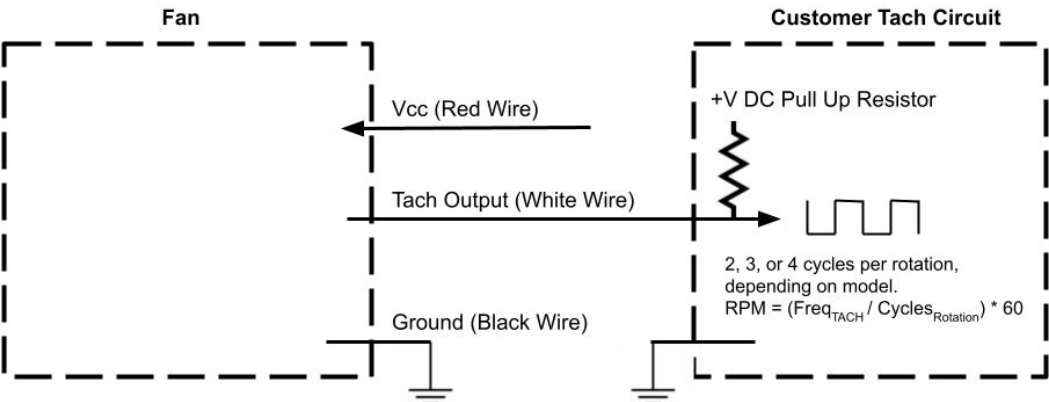 Fan
Customer Tach Circuit
Vcc (Red Wire)
+V DC Pull Up Resistor
Tach Output (White Wire)
2, 3, or 4 cycles per rotation,
depending on model.
RPM = (FreqTACH / CyclesRotation) * 60
Ground (Black Wire)